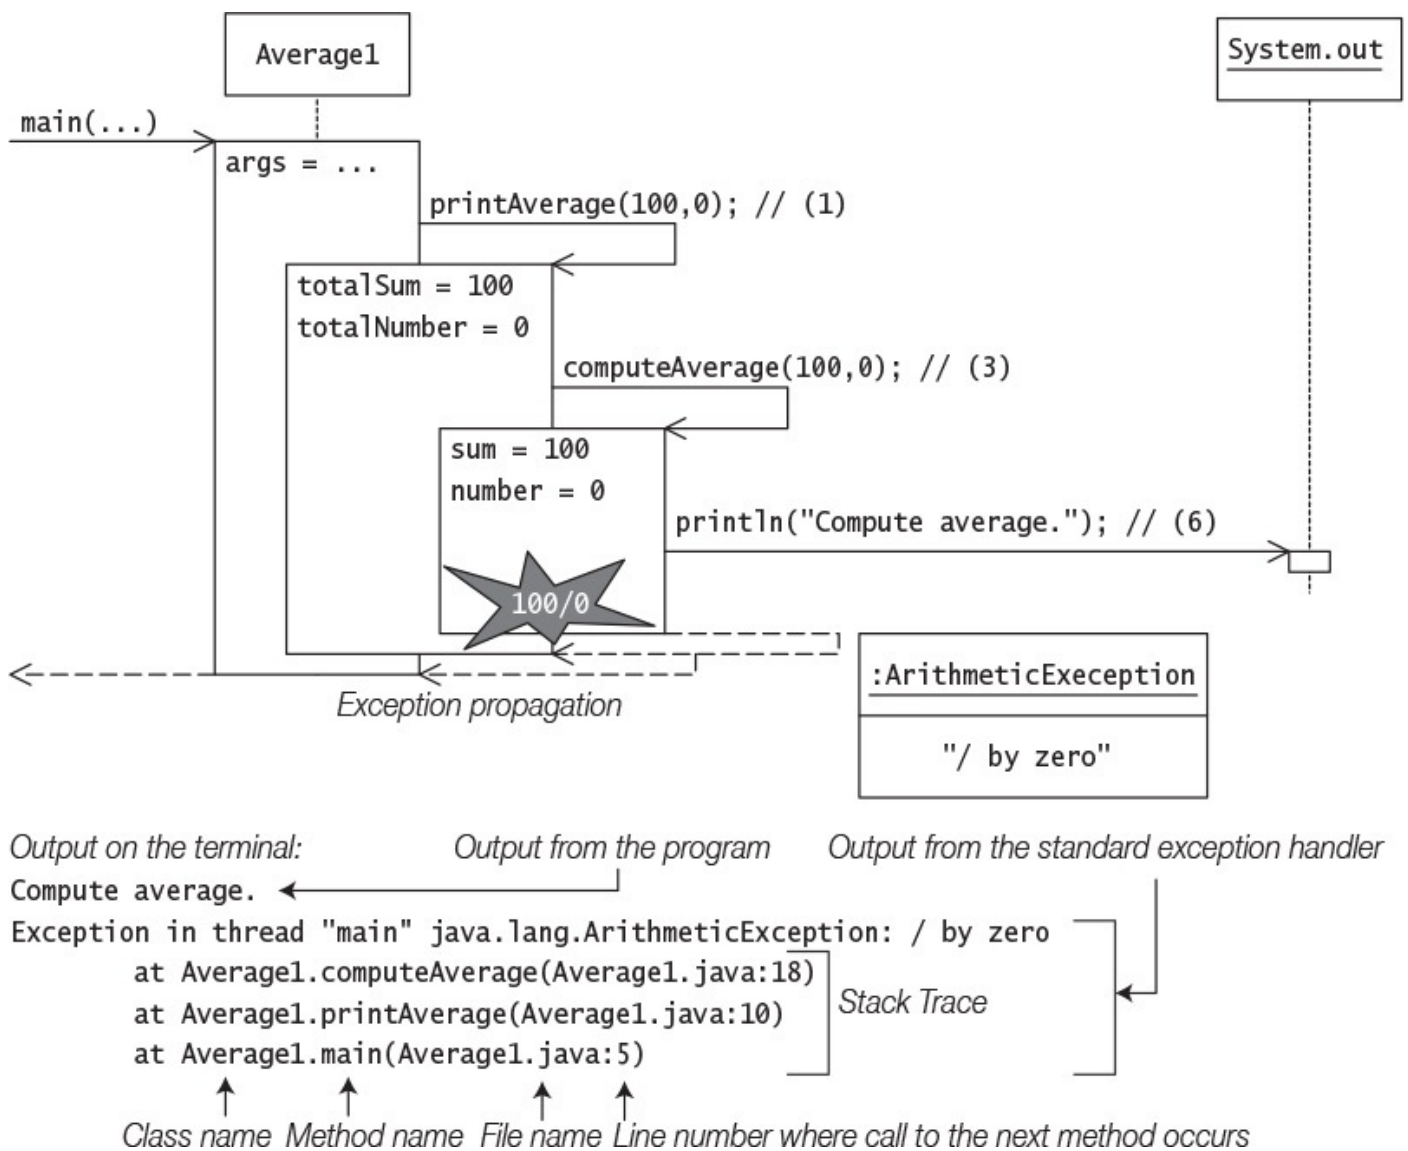 Average1
System.out
main(...)
args = ...
printAverage(100,0); // (1)
totalSum = 100
totalNumber = 0
computeAverage(100,0); // (3)
sum = 100
number = 0
println("Compute average."); // (6)
100/0
:ArithmeticExeception
"/ by zero"
Exception propagation
Output on the terminal:
Output from the program
Output from the standard exception handler
Compute average.
Exception in thread "main" java.lang.ArithmeticException: / by zero
at Average1.computeAverage(Average1.java:18)
at Average1.printAverage(Average1.java:10)
at Average1.main(Average1.java:5)
Stack Trace
Class name
Method name
File name
Line number where call to the next method occurs